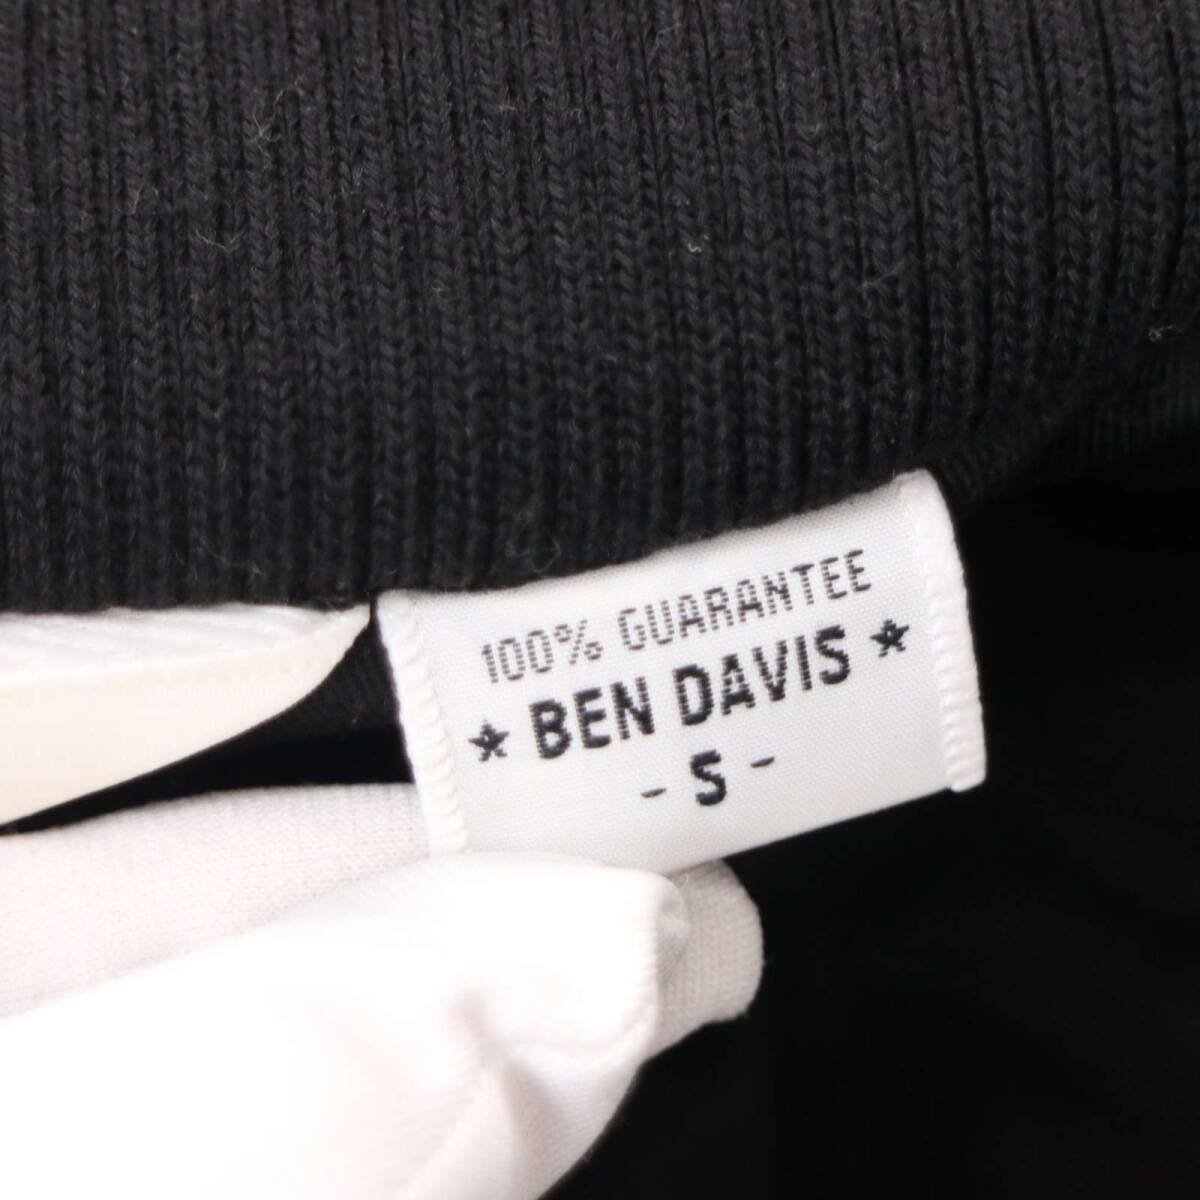 100% GUARANTEE
★ BEN DAVIS ★
- S -